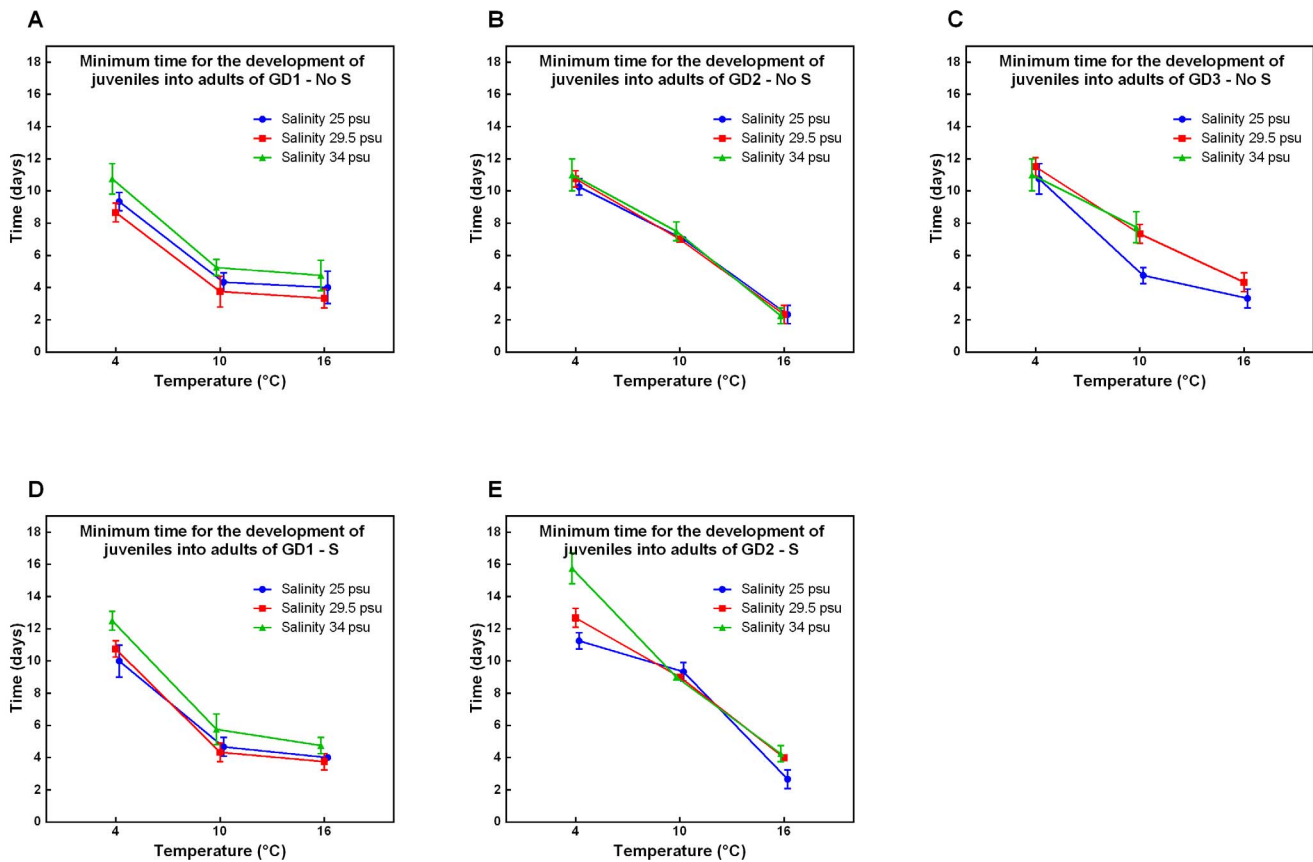 A
Minimum time for the development of
juveniles into adults of GD1 - No S
Salinity 25 psu
Salinity 29.5 psu
Salinity 34 psu
Time (days)
18
16
14
12
10
8
6
4
2
0
4 10 16
Temperature (°C)
B
Minimum time for the development of
juveniles into adults of GD2 - No S
Salinity 25 psu
Salinity 29.5 psu
Salinity 34 psu
Time (days)
18
16
14
12
10
8
6
4
2
0
4 10 16
Temperature (°C)
C
Minimum time for the development of
juveniles into adults of GD3 - No S
Salinity 25 psu
Salinity 29.5 psu
Salinity 34 psu
Time (days)
18
16
14
12
10
8
6
4
2
0
4 10 16
Temperature (°C)
D
Minimum time for the development of
juveniles into adults of GD1 - S
Salinity 25 psu
Salinity 29.5 psu
Salinity 34 psu
Time (days)
18
16
14
12
10
8
6
4
2
0
4 10 16
Temperature (°C)
E
Minimum time for the development of
juveniles into adults of GD2 - S
Salinity 25 psu
Salinity 29.5 psu
Salinity 34 psu
Time (days)
18
16
14
12
10
8
6
4
2
0
4 10 16
Temperature (°C)